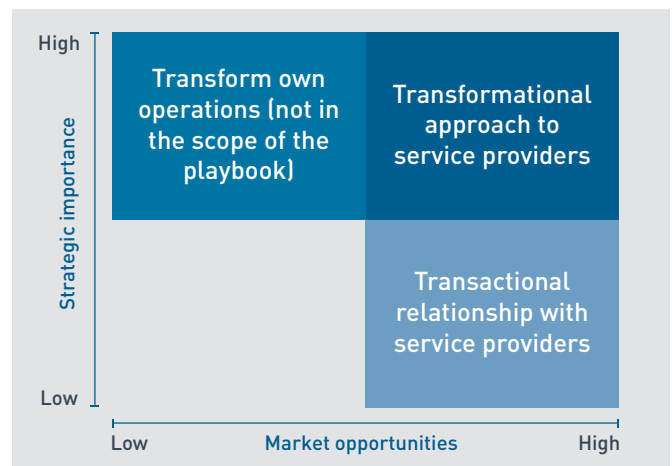 High
Transform own
operations (not in
the scope of the
playbook)
Transformational
approach to
service providers
Strategic importance
Transactional
relationship with
service providers
Low
Low
Market opportunities
High